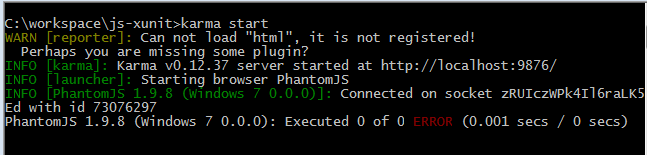 C:\workspace\js-xunit>karma start
WARN [reporter]: Can not load "html", it is not registered!
  Perhaps you are missing some plugin?
INFO [karma]: Karma v0.12.37 server started at http://localhost:9876/
INFO [launcher]: Starting browser PhantomJS
INFO [PhantomJS 1.9.8 (Windows 7 0.0.0)]: Connected on socket zRUIczWPk4Il6raLK5
Ed with id 73076297
PhantomJS 1.9.8 (Windows 7 0.0.0): Executed 0 of 0 ERROR (0.001 secs / 0 secs)